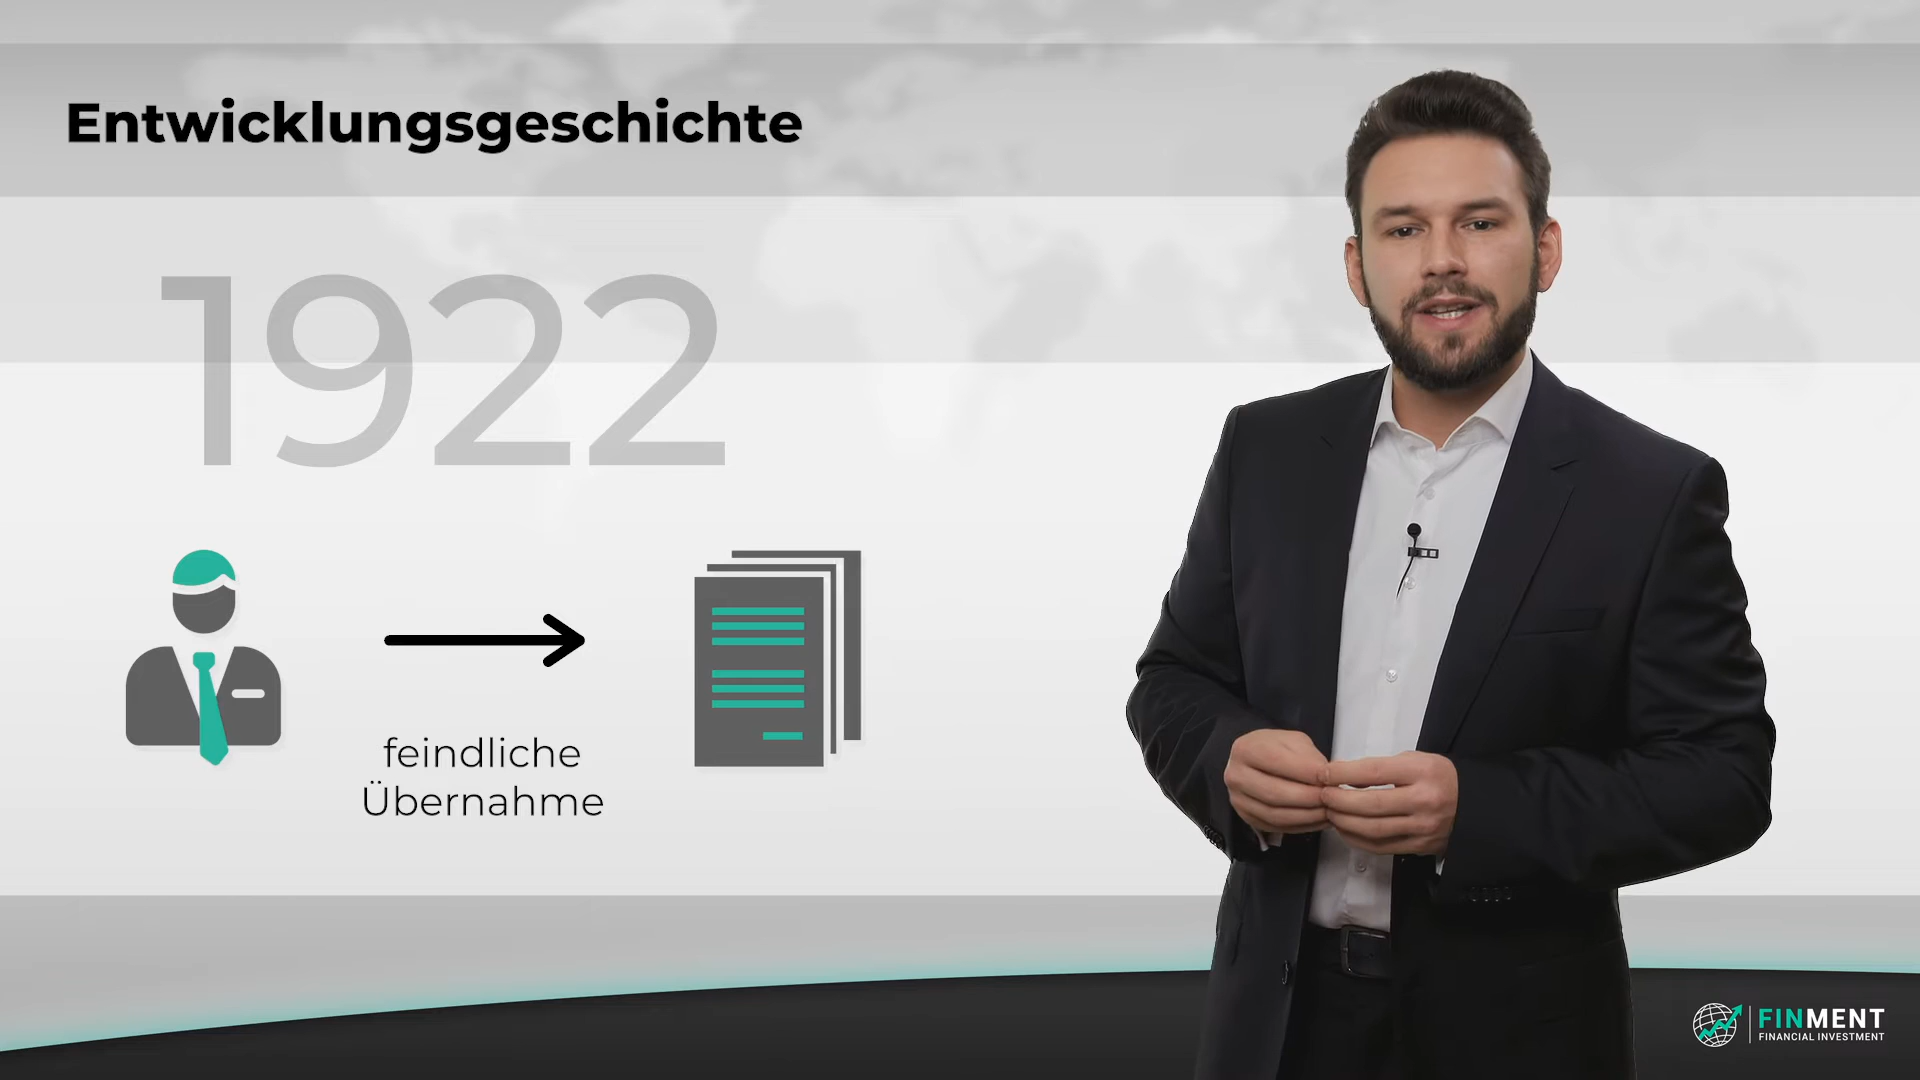 Entwicklungsgeschichte
1922
feindliche
Übernahme
FINMENT
FINANCIAL INVESTMENT